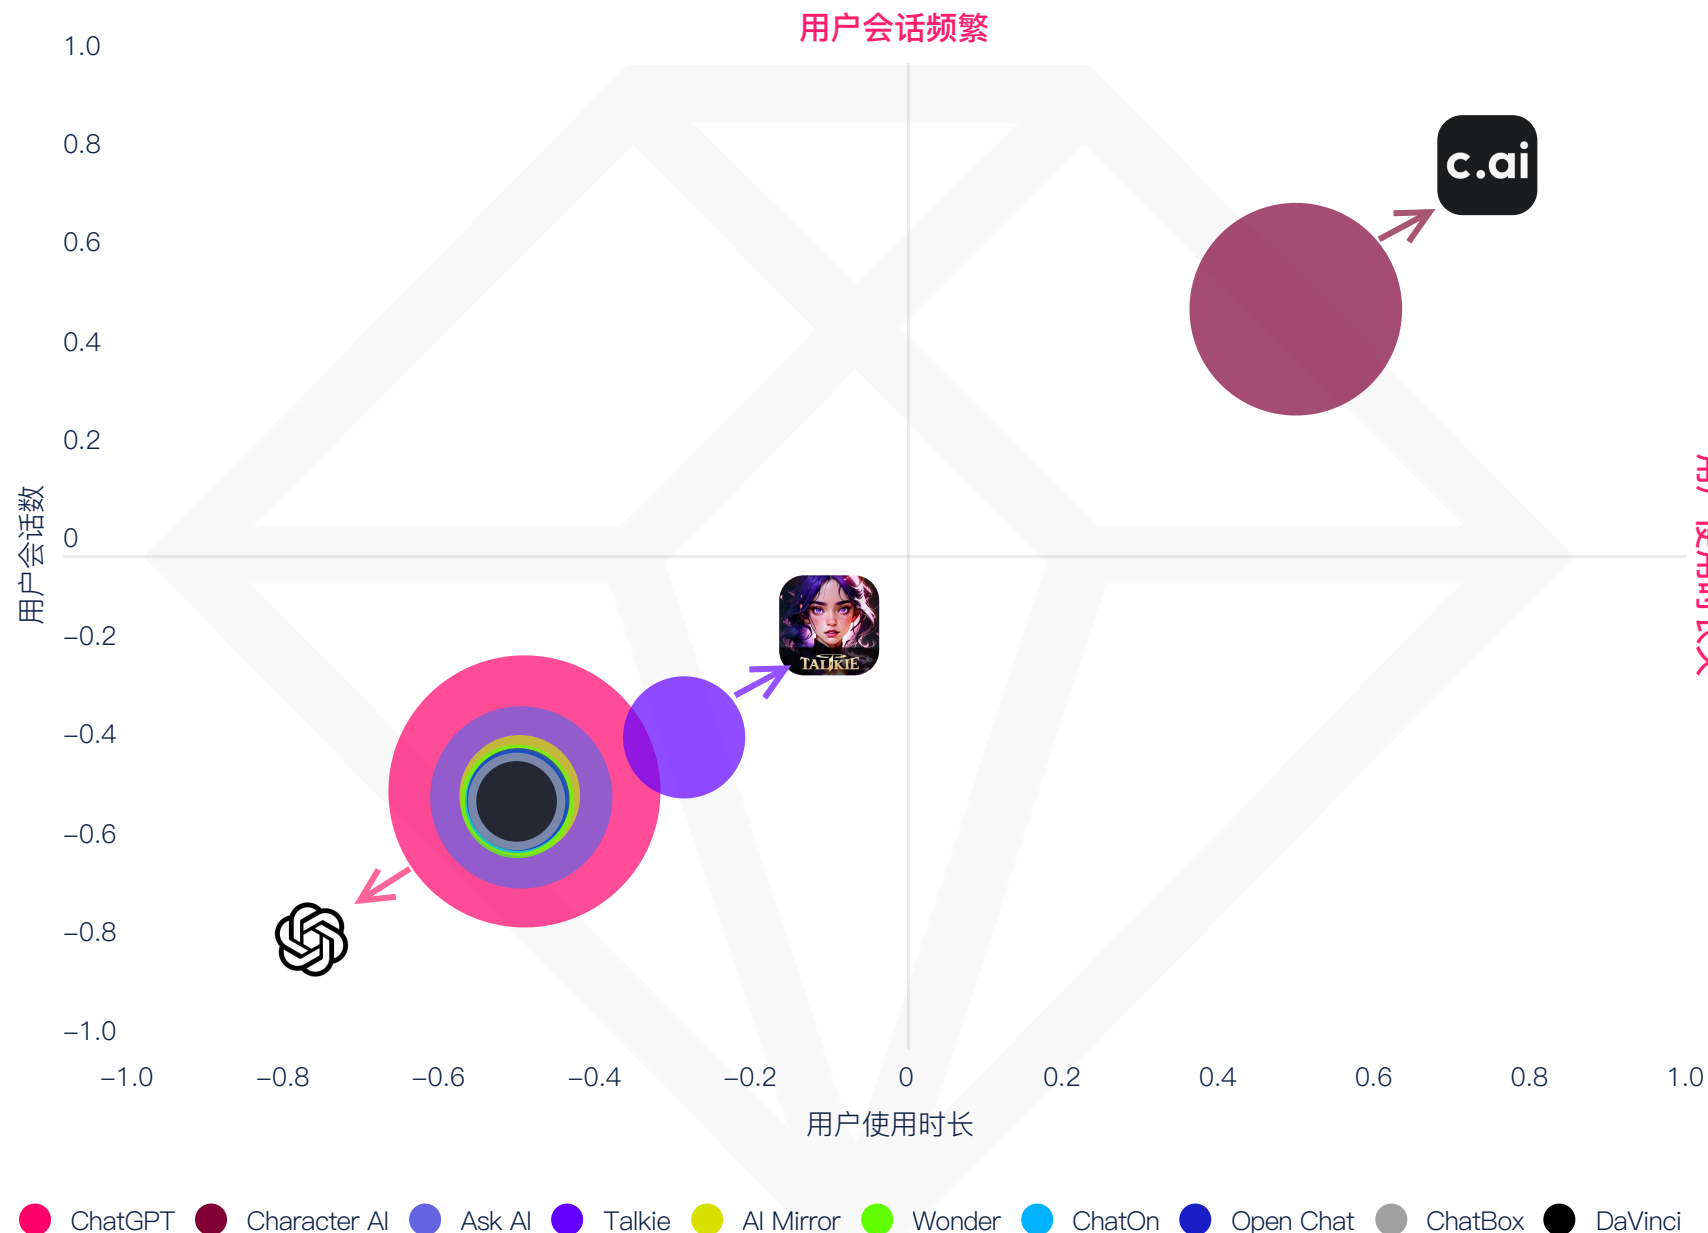 用户会话频繁
1.0
0.8
c.ai
0.6
0.4
0.2
用户会话数
0
-0.2
TALKIE
-0.4
-0.6
-0.8
-1.0
-1.0 -0.8 -0.6 -0.4 -0.2 0 0.2 0.4 0.6 0.8 1.0
用户使用时长
ChatGPT Character AI Ask AI Talkie AI Mirror Wonder ChatOn Open Chat ChatBox DaVinci